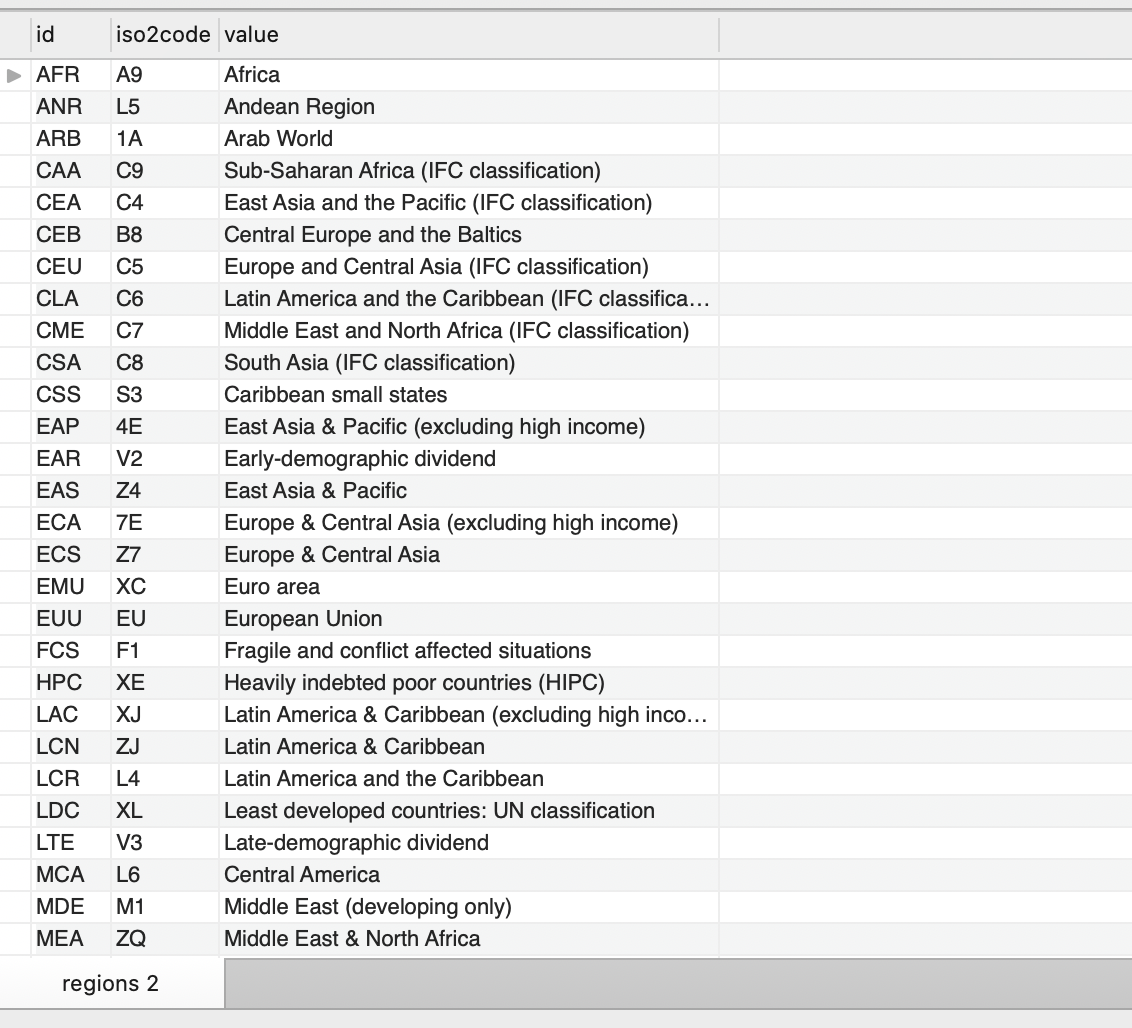 id iso2code value
AFR A9 Africa
ANR L5 Andean Region
ARB 1A Arab World
CAA C9 Sub-Saharan Africa (IFC classification)
CEA C4 East Asia and the Pacific (IFC classification)
CEB B8 Central Europe and the Baltics
CEU C5 Europe and Central Asia (IFC classification)
CLA C6 Latin America and the Caribbean (IFC classifica…
CME C7 Middle East and North Africa (IFC classification)
CSA C8 South Asia (IFC classification)
CSS S3 Caribbean small states
EAP 4E East Asia & Pacific (excluding high income)
EAR V2 Early-demographic dividend
EAS Z4 East Asia & Pacific
ECA 7E Europe & Central Asia (excluding high income)
ECS Z7 Europe & Central Asia
EMU XC Euro area
EUU EU European Union
FCS F1 Fragile and conflict affected situations
HPC XE Heavily indebted poor countries (HIPC)
LAC XJ Latin America & Caribbean (excluding high inco…
LCN ZJ Latin America & Caribbean
LCR L4 Latin America and the Caribbean
LDC XL Least developed countries: UN classification
LTE V3 Late-demographic dividend
MCA L6 Central America
MDE M1 Middle East (developing only)
MEA ZQ Middle East & North Africa
regions 2